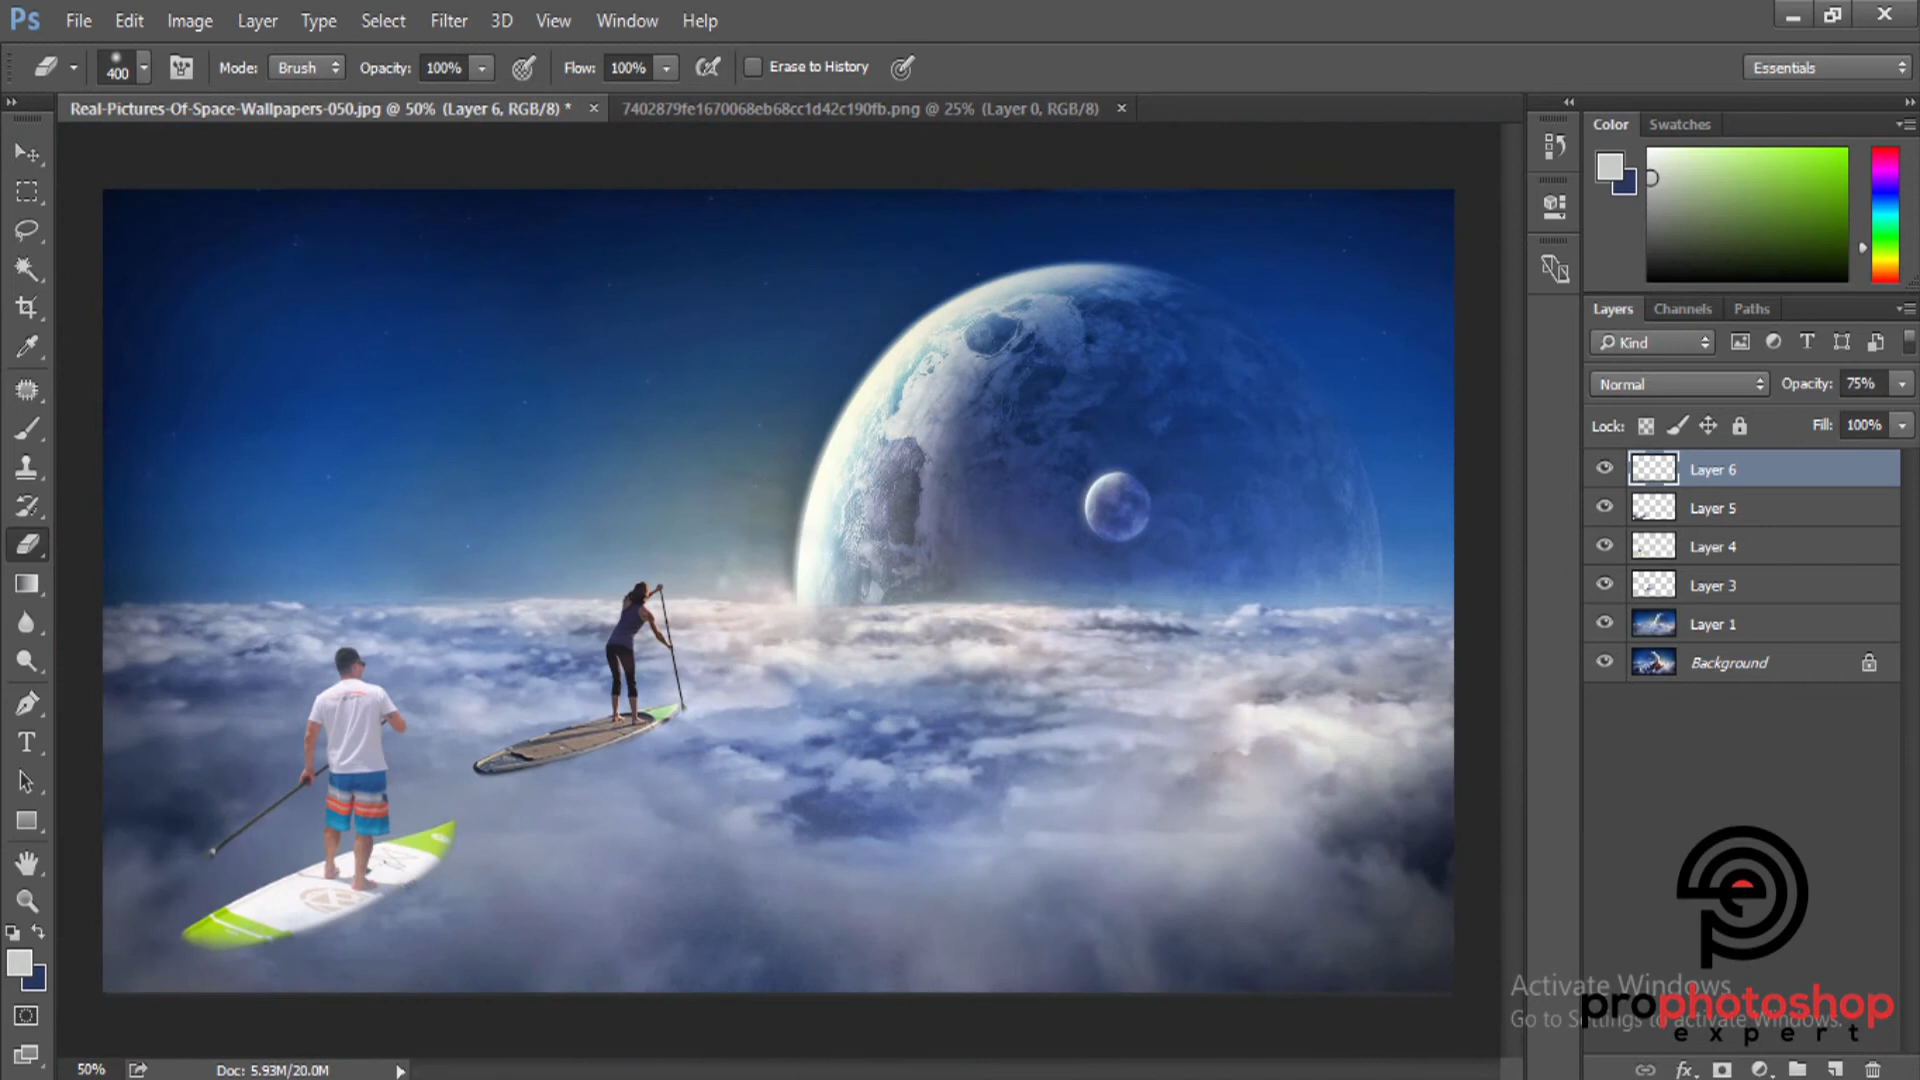 Ps File Edit Image Layer Type Select Filter 3D View Window Help
400 Mode: Brush Opacity: 100% Flow: 100% Erase to History Essentials
Real-Pictures-Of-Space-Wallpapers-050.jpg @ 50% (Layer 6, RGB/8) * 7402879fe1670068eb68cc1d42c190fb.png @ 25% (Layer 0, RGB/8)
Color Swatches
Layers Channels Paths
Kind
Normal Opacity: 75%
Lock: Fill: 100%
Layer 6
Layer 5
Layer 4
Layer 3
Layer 1
Background
Activate Windows
Go to Settings to activate Windows.
prophotoshop
expert
50% Doc: 5.93M/20.0M